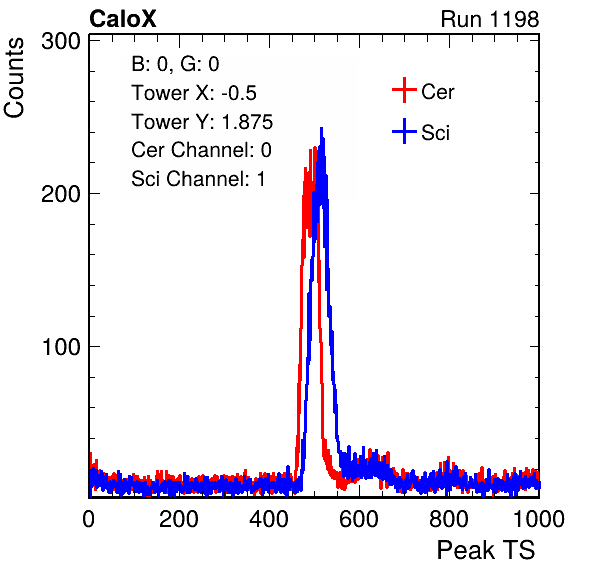 CaloX Run 1198
Counts
300
200
100
B: 0, G: 0
Tower X: -0.5
Tower Y: 1.875
Cer Channel: 0
Sci Channel: 1
Cer
Sci
0 200 400 600 800 1000
Peak TS